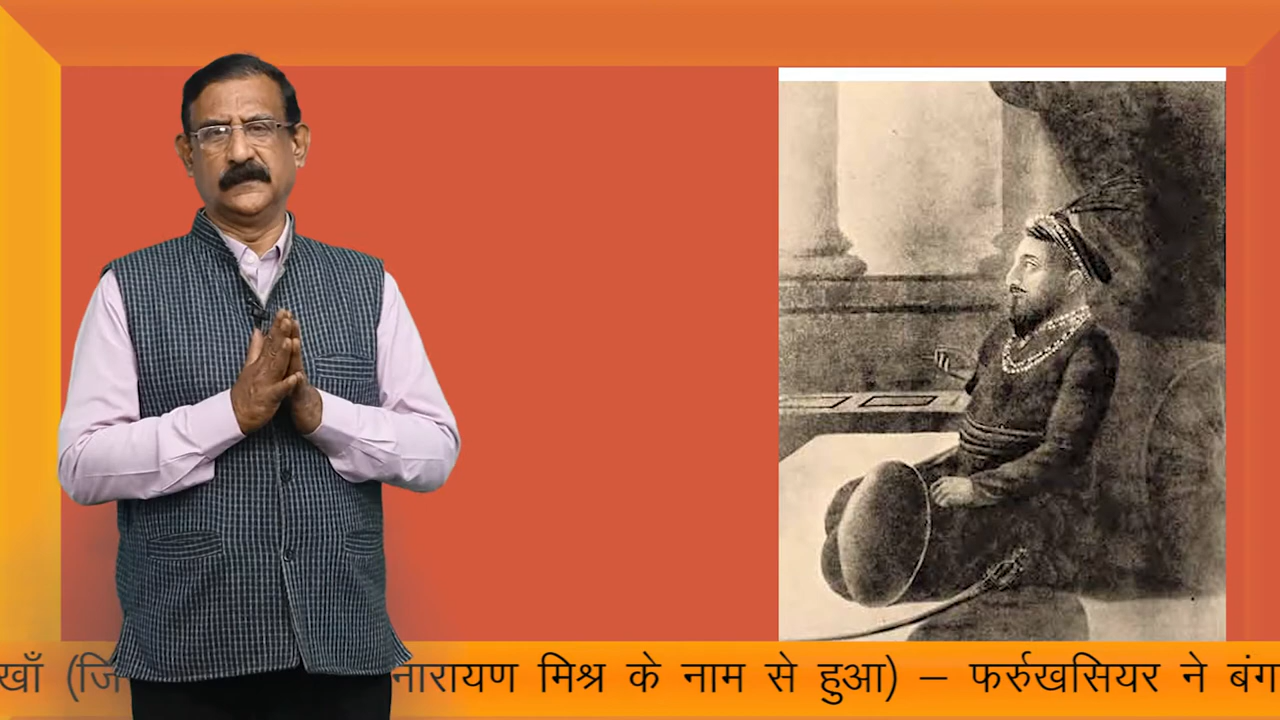 खाँ (जि नारायण मिश्र के नाम से हुआ) – फर्रुखसियर ने बंग